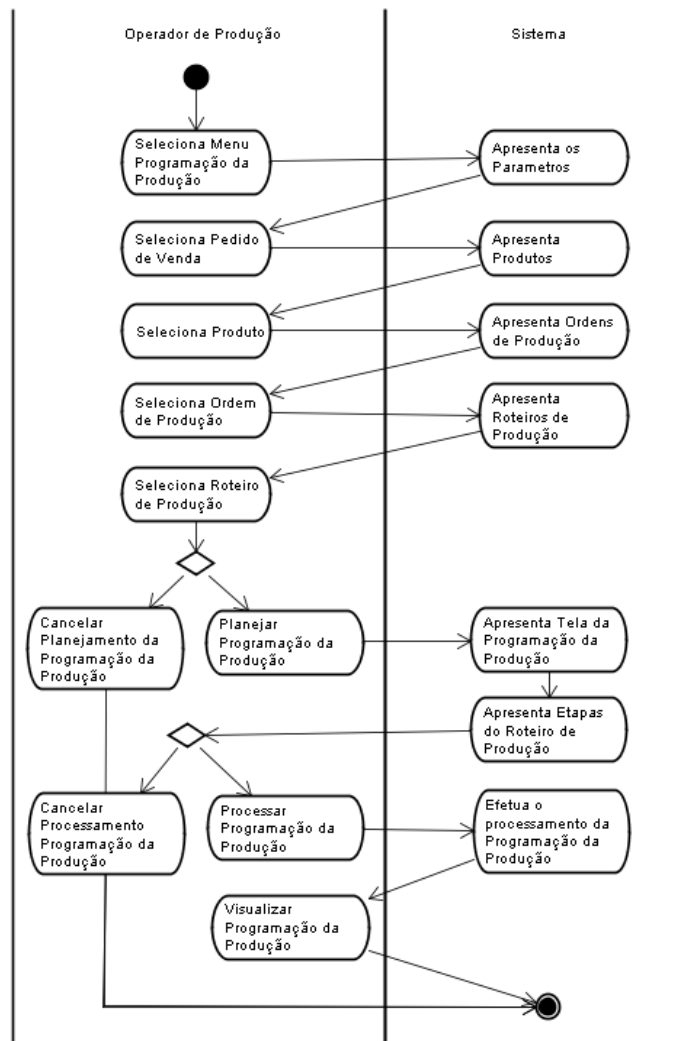 Operador de Produção
Sistema
Seleciona Menu
Programação da
Produção
Apresenta os
Parametros
Seleciona Pedido
de Venda
Apresenta
Produtos
Seleciona Produto
Apresenta Ordens
de Produção
Seleciona Ordem
de Produção
Apresenta
Roteiros de
Produção
Seleciona Roteiro
de Produção
Cancelar
Planejamento da
Programação da
Produção
Planejar
Programação da
Produção
Apresenta Tela da
Programação da
Produção
Apresenta Etapas
do Roteiro de
Produção
Cancelar
Processamento
Programação da
Produção
Processar
Programação da
Produção
Efetua o
processamento da
Programação da
Produção
Visualizar
Programação da
Produção